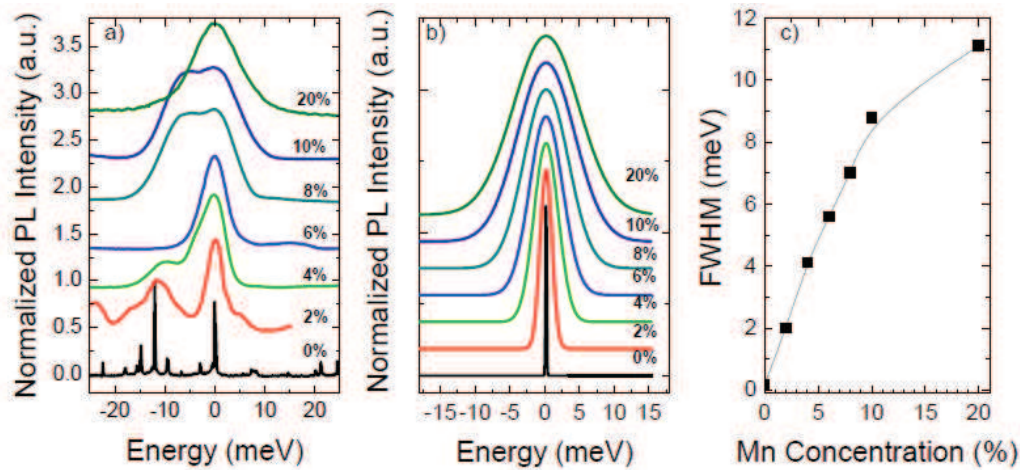 a)
Normalized PL Intensity (a.u.)
3.5
3.0
2.5
2.0
1.5
1.0
0.5
0.0
20%
10%
8%
6%
4%
2%
0%
-20 -10 0 10 20
Energy (meV)
b)
Normalized PL Intensity (a.u.)
20%
10%
8%
6%
4%
2%
0%
-15 -10 -5 0 5 10 15
Energy (meV)
c)
FWHM (meV)
12
10
8
6
4
2
0
0 5 10 15 20
Mn Concentration (%)